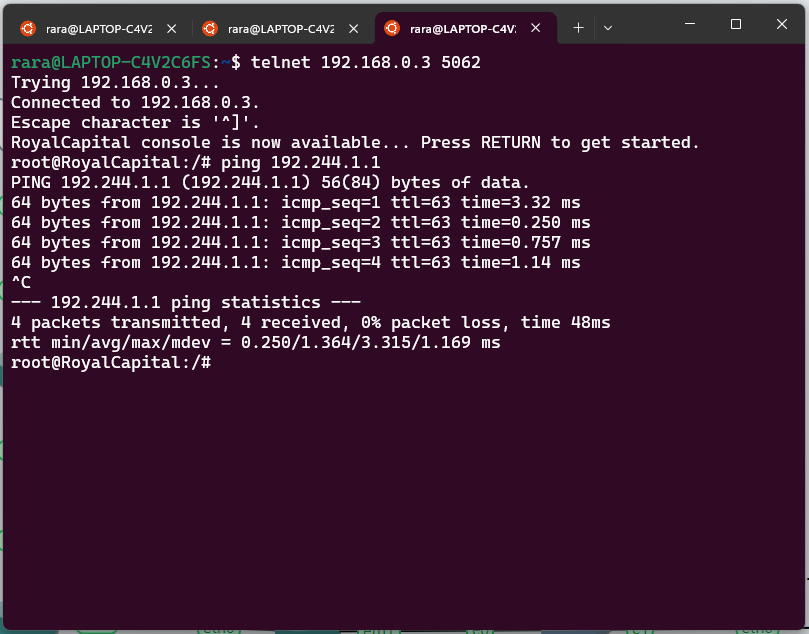 rara@LAPTOP-C4V2
rara@LAPTOP-C4V2
rara@LAPTOP-C4V
rara@LAPTOP-C4V2C6FS:~$ telnet 192.168.0.3 5062
Trying 192.168.0.3...
Connected to 192.168.0.3.
Escape character is '^]'.
RoyalCapital console is now available... Press RETURN to get started.
root@RoyalCapital:/# ping 192.244.1.1
PING 192.244.1.1 (192.244.1.1) 56(84) bytes of data.
64 bytes from 192.244.1.1: icmp_seq=1 ttl=63 time=3.32 ms
64 bytes from 192.244.1.1: icmp_seq=2 ttl=63 time=0.250 ms
64 bytes from 192.244.1.1: icmp_seq=3 ttl=63 time=0.757 ms
64 bytes from 192.244.1.1: icmp_seq=4 ttl=63 time=1.14 ms
^C
--- 192.244.1.1 ping statistics ---
4 packets transmitted, 4 received, 0% packet loss, time 48ms
rtt min/avg/max/mdev = 0.250/1.364/3.315/1.169 ms
root@RoyalCapital:/#